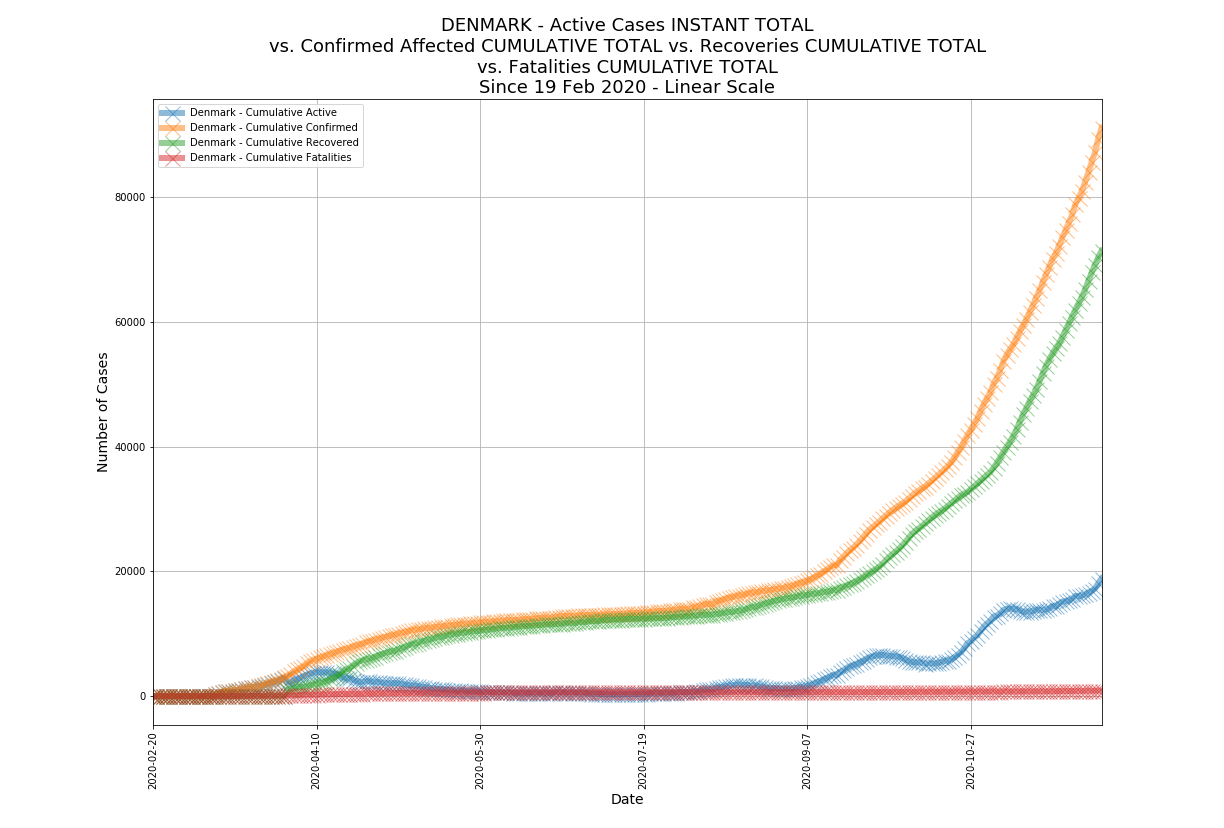 DENMARK - Active Cases INSTANT TOTAL
vs. Confirmed Affected CUMULATIVE TOTAL vs. Recoveries CUMULATIVE TOTAL
vs. Fatalities CUMULATIVE TOTAL
Since 19 Feb 2020 - Linear Scale
Denmark - Cumulative Active
Denmark - Cumulative Confirmed
Denmark - Cumulative Recovered
Denmark - Cumulative Fatalities
Number of Cases
80000
60000
40000
20000
0
2020-02-20
2020-04-10
2020-05-30
2020-07-19
2020-09-07
2020-10-27
Date